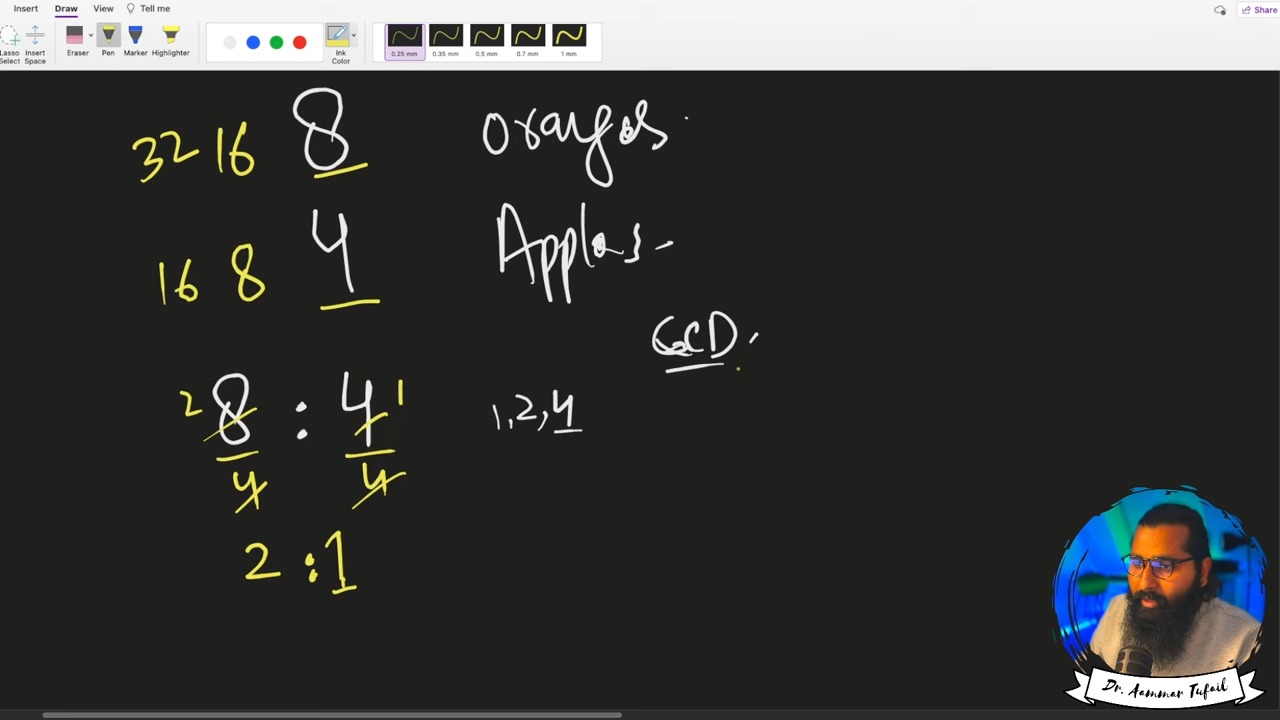 Insert Draw View Tell me
Share
Lasso Select
Insert Space
Eraser
Pen
Marker
Highlighter
Ink Color
0.25 mm
0.35 mm
0.5 mm
0.7 mm
1 mm
32 16 8 Oranges.
16 8 4 Apples.
GCD.
2 8 : 4 1
1,2,4
4 4
2 : 1
Dr. Aammar Tufail